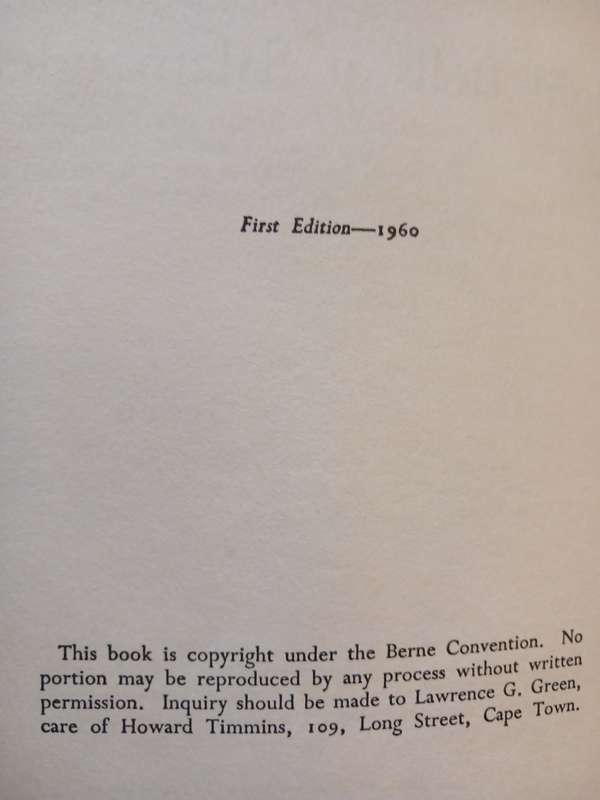 First Edition—1960
This book is copyright under the Berne Convention. No
portion may be reproduced by any process without written
permission. Inquiry should be made to Lawrence G. Green,
care of Howard Timmins, 109, Long Street, Cape Town.